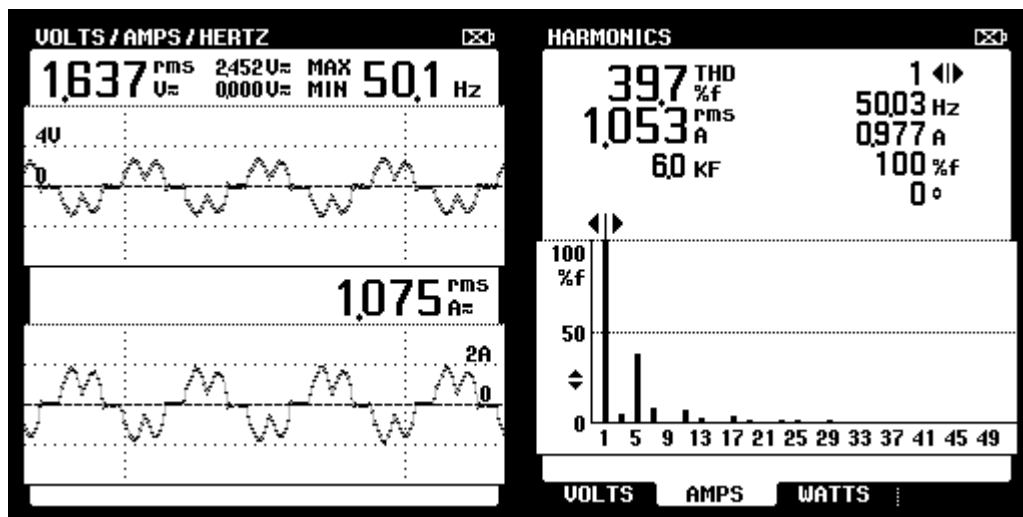 VOLTS / AMPS / HERTZ
1,637 rms V≂ 2,452 V≂ MAX 50,1 Hz
0,000 V≂ MIN
4V
0
1,075 rms A≂
2A
0
HARMONICS
39,7 THD %f
1,053 rms A
6,0 KF
1
50,03 Hz
0,977 A
100 %f
0 °
100
%f
50
0
1 5 9 13 17 21 25 29 33 37 41 45 49
VOLTS AMPS WATTS